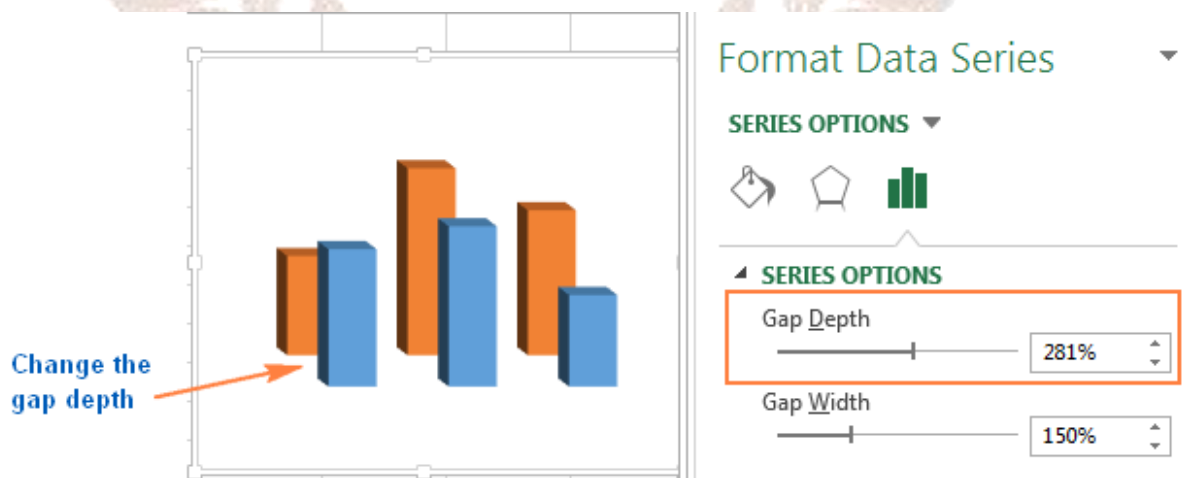 Format Data Series
SERIES OPTIONS
SERIES OPTIONS
Gap Depth
281%
Gap Width
150%
Change the
gap depth